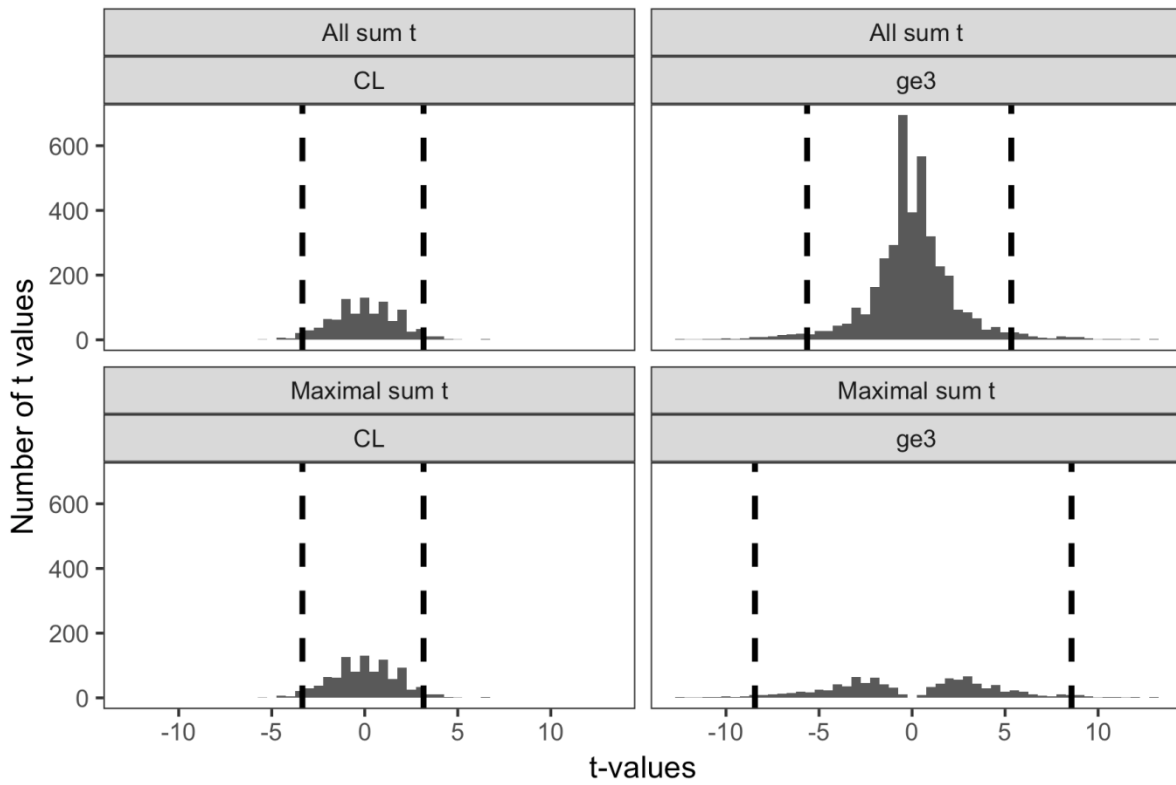 All sum t
All sum t
CL
ge3
600
400
200
0
Maximal sum t
Maximal sum t
CL
ge3
600
400
200
0
-10 -5 0 5 10
-10 -5 0 5 10
t-values
Number of t values